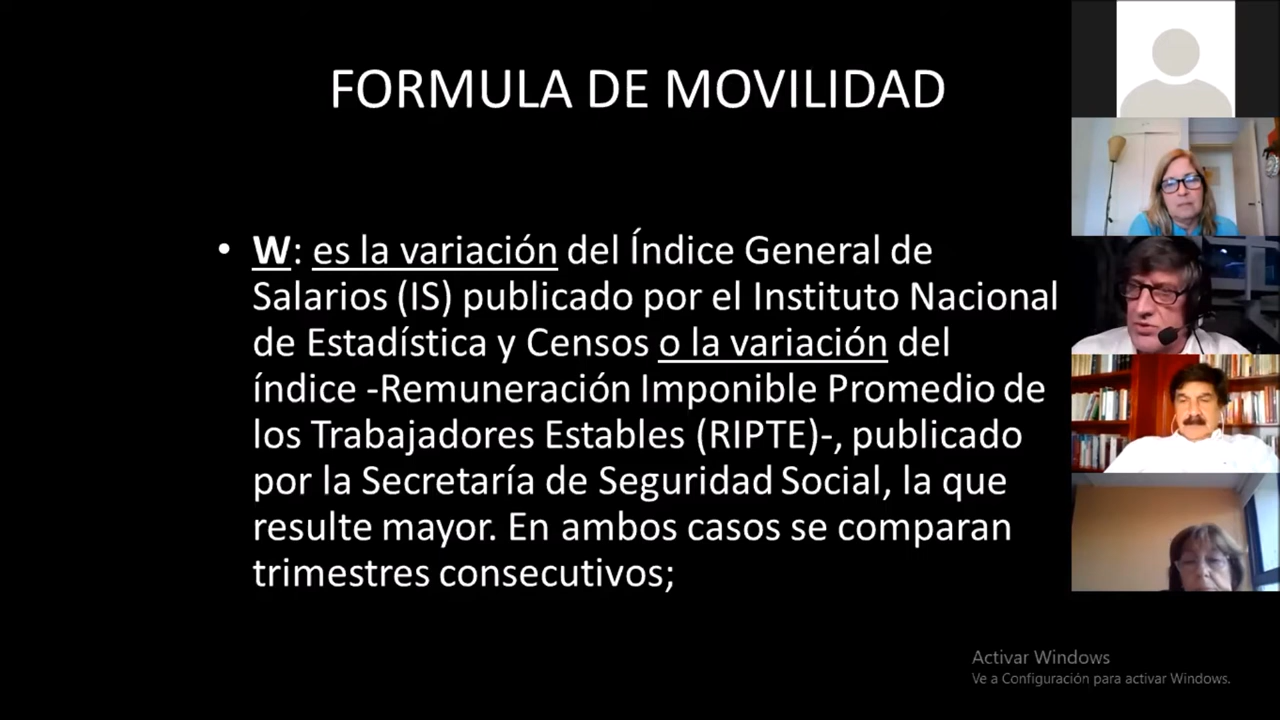 FORMULA DE MOVILIDAD
• W: es la variación del Índice General de
Salarios (IS) publicado por el Instituto Nacional
de Estadística y Censos o la variación del
índice -Remuneración Imponible Promedio de
los Trabajadores Estables (RIPTE)-, publicado
por la Secretaría de Seguridad Social, la que
resulte mayor. En ambos casos se comparan
trimestres consecutivos;
Activar Windows
Ve a Configuración para activar Windows.